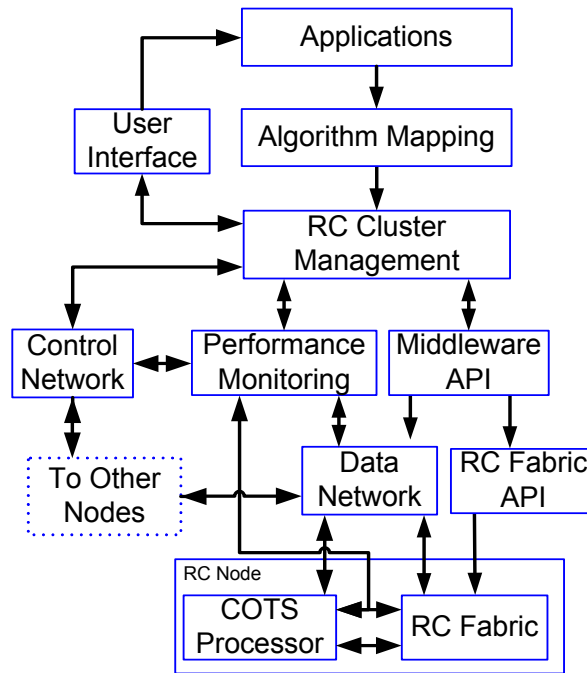 Applications
User
Interface
Algorithm Mapping
RC Cluster
Management
Control
Network
Performance
Monitoring
Middleware
API
To Other
Nodes
Data
Network
RC Fabric
API
RC Node
COTS
Processor
RC Fabric